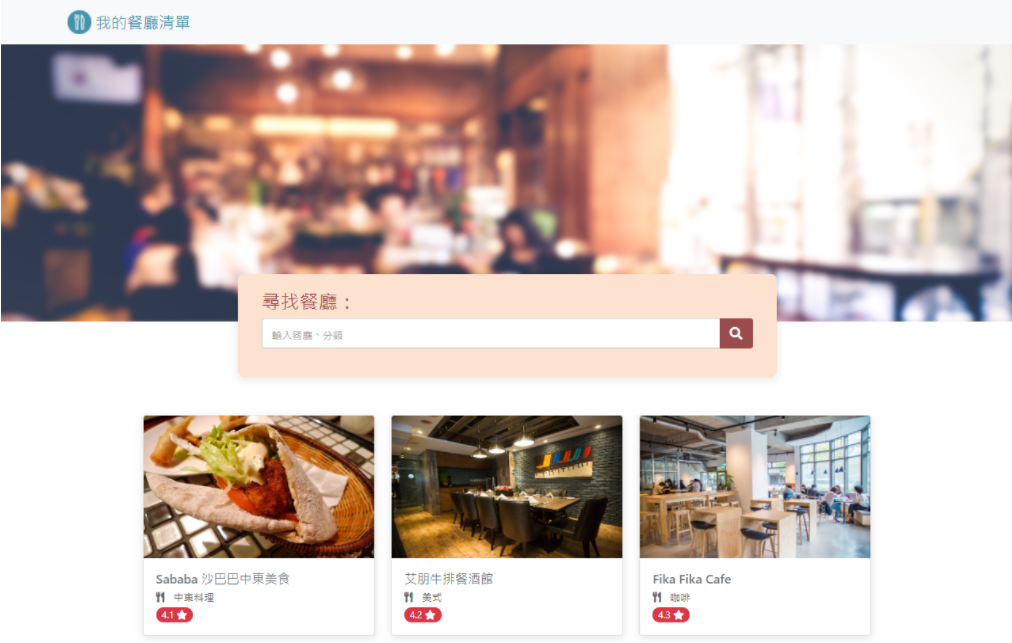 我的餐廳清單
尋找餐廳：
輸入餐廳、分類
Sababa 沙巴巴中東美食
中東料理
4.1
艾朋牛排餐酒館
美式
4.2
Fika Fika Cafe
咖啡
4.3